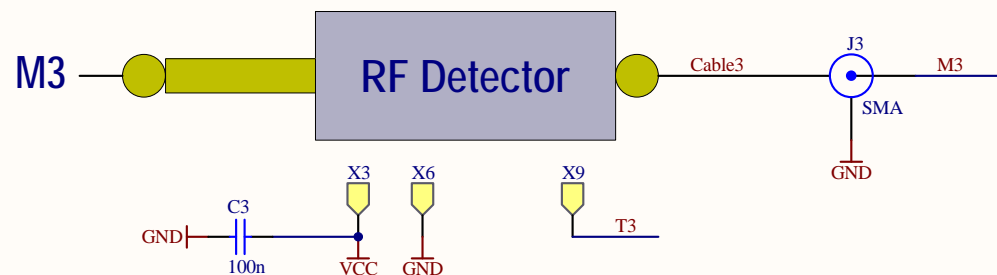 M3
RF Detector
Cable3
J3
M3
SMA
GND
X3
X6
X9
C3
GND
100n
VCC
GND
T3